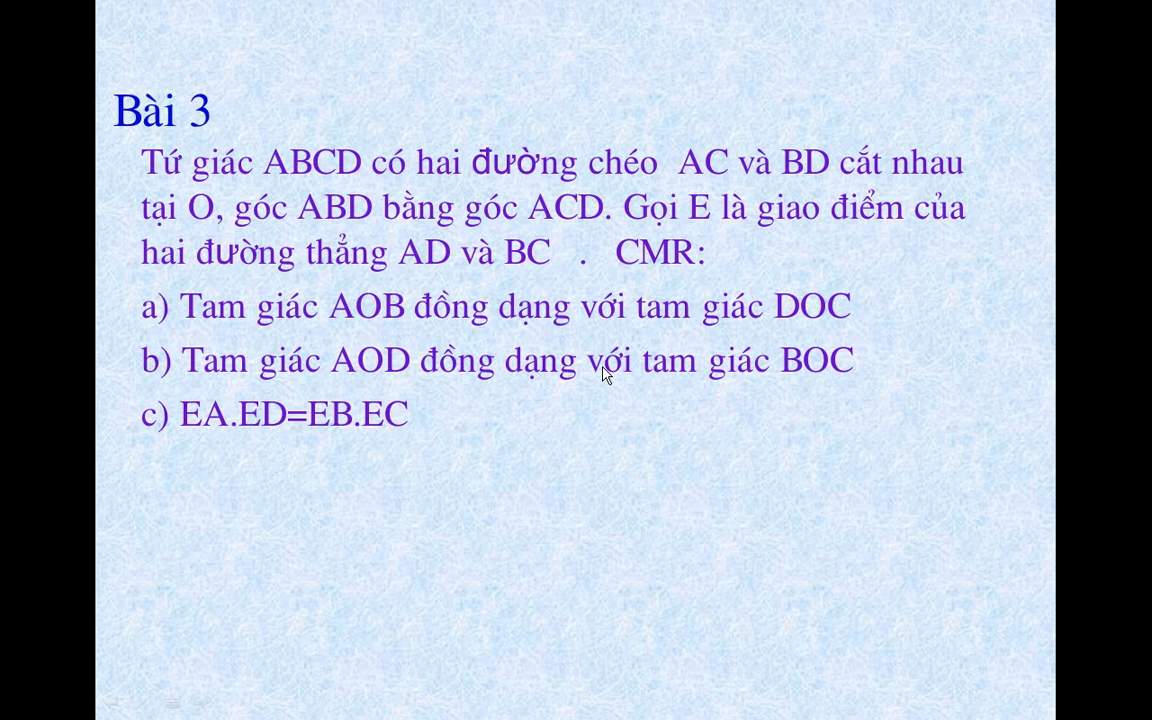 Bài 3
Tứ giác ABCD có hai đường chéo AC và BD cắt nhau
tại O, góc ABD bằng góc ACD. Gọi E là giao điểm của
hai đường thẳng AD và BC . CMR:
a) Tam giác AOB đồng dạng với tam giác DOC
b) Tam giác AOD đồng dạng với tam giác BOC
c) EA.ED=EB.EC